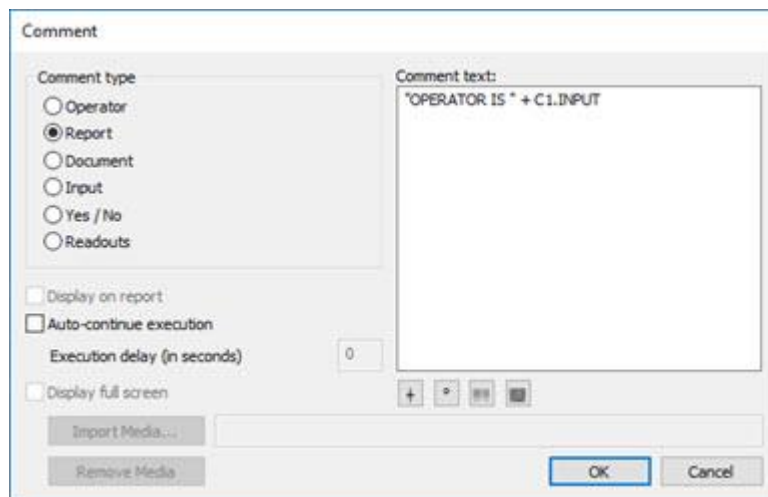 Comment
Comment type
Operator
Report
Document
Input
Yes / No
Readouts
Display on report
Auto-continue execution
Execution delay (in seconds)
0
Display full screen
Import Media...
Remove Media
Comment text:
"OPERATOR IS " + C1.INPUT
+ °
OK
Cancel